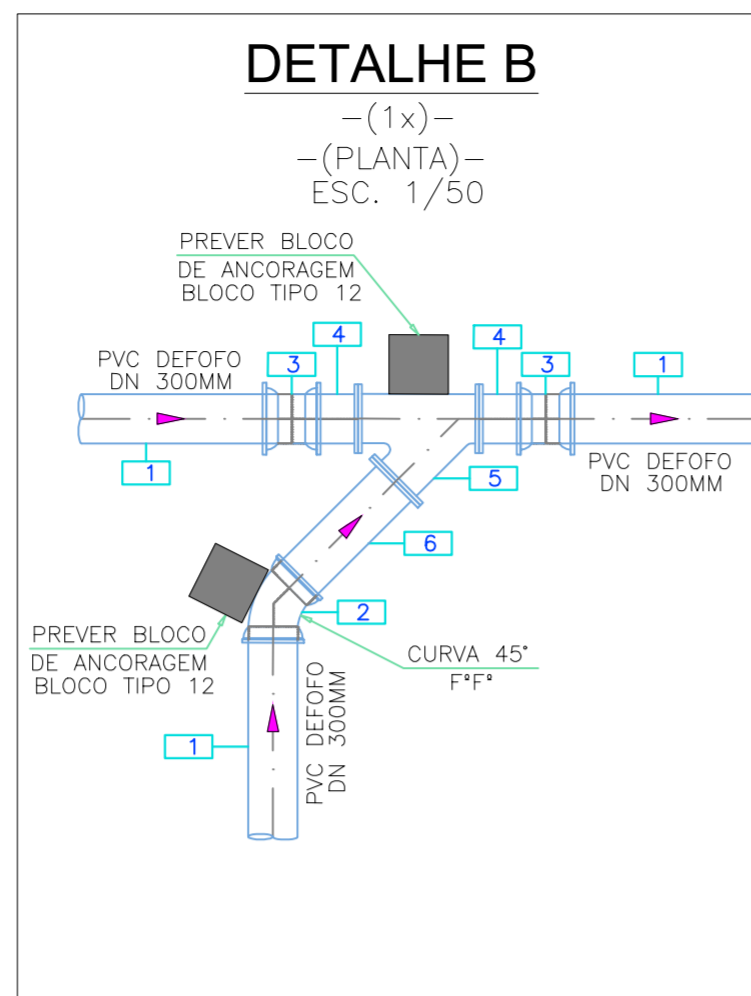 DETALHE B
-(1x)-
-(PLANTA)-
ESC. 1/50
PREVER BLOCO
DE ANCORAGEM
BLOCO TIPO 12
PVC DEFOFO
DN 300MM
3
4
4
3
1
1
PVC DEFOFO
DN 300MM
5
6
2
PREVER BLOCO
DE ANCORAGEM
BLOCO TIPO 12
CURVA 45°
FºFº
1
PVC DEFOFO
DN 300MM